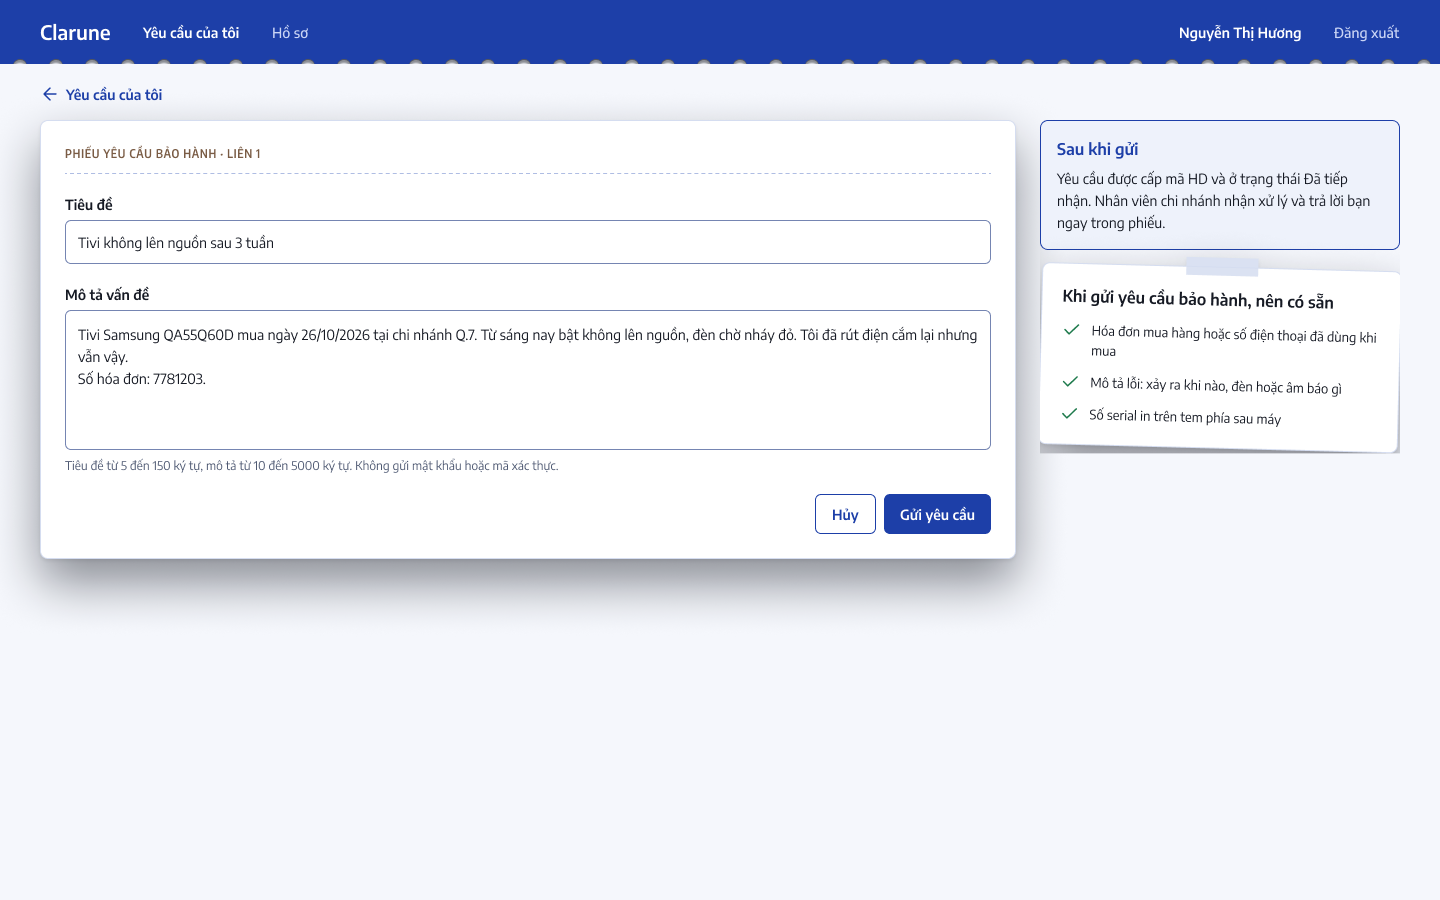 Clarune
Yêu cầu của tôi
Hồ sơ
Nguyễn Thị Hương
Đăng xuất
Yêu cầu của tôi
PHIẾU YÊU CẦU BẢO HÀNH · LIÊN 1
Tiêu đề
Tivi không lên nguồn sau 3 tuần
Mô tả vấn đề
Tivi Samsung QA55Q60D mua ngày 26/10/2026 tại chi nhánh Q.7. Từ sáng nay bật không lên nguồn, đèn chờ nháy đỏ. Tôi đã rút điện cắm lại nhưng
vẫn vậy.
Số hóa đơn: 7781203.
Tiêu đề từ 5 đến 150 ký tự, mô tả từ 10 đến 5000 ký tự. Không gửi mật khẩu hoặc mã xác thực.
Hủy
Gửi yêu cầu
Sau khi gửi
Yêu cầu được cấp mã HD và ở trạng thái Đã tiếp
nhận. Nhân viên chi nhánh nhận xử lý và trả lời bạn
ngay trong phiếu.
Khi gửi yêu cầu bảo hành, nên có sẵn
Hóa đơn mua hàng hoặc số điện thoại đã dùng khi
mua
Mô tả lỗi: xảy ra khi nào, đèn hoặc âm báo gì
Số serial in trên tem phía sau máy